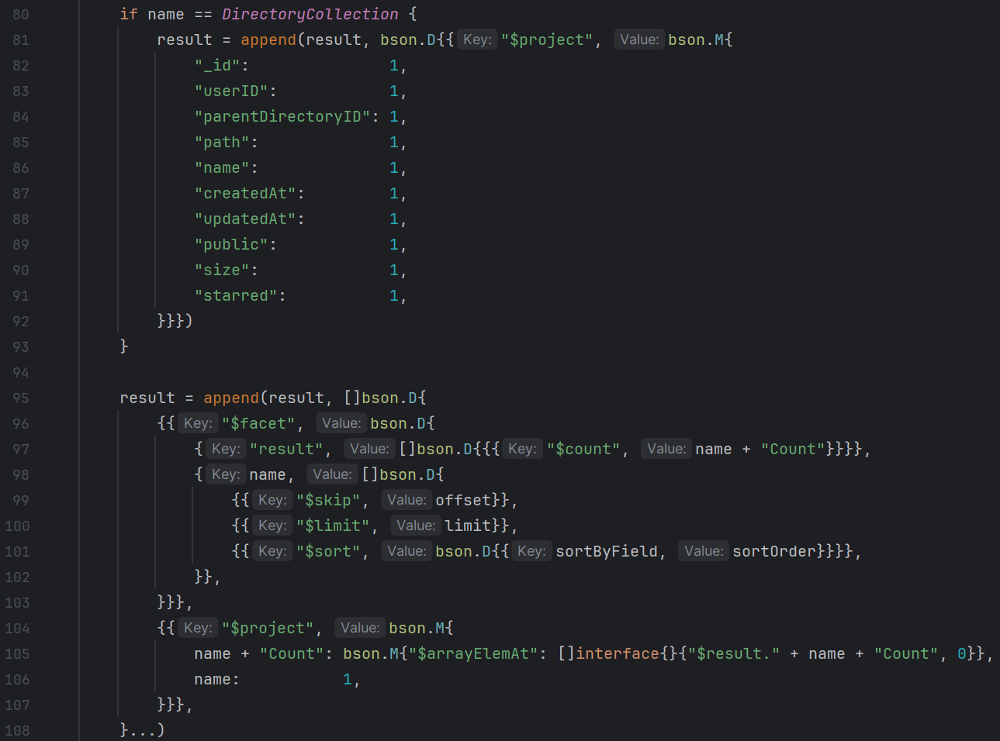 80 if name == DirectoryCollection {
81 result = append(result, bson.D{{ Key: "$project", Value: bson.M{
82 "_id": 1,
83 "userID": 1,
84 "parentDirectoryID": 1,
85 "path": 1,
86 "name": 1,
87 "createdAt": 1,
88 "updatedAt": 1,
89 "public": 1,
90 "size": 1,
91 "starred": 1,
92 }}})
93 }
94
95 result = append(result, []bson.D{
96 {{ Key: "$facet", Value: bson.D{
97 { Key: "result", Value: []bson.D{{{ Key: "$count", Value: name + "Count"}}}},
98 { Key: name, Value: []bson.D{
99 {{ Key: "$skip", Value: offset}},
100 {{ Key: "$limit", Value: limit}},
101 {{ Key: "$sort", Value: bson.D{{ Key: sortByField, Value: sortOrder}}}},
102 }},
103 }}},
104 {{ Key: "$project", Value: bson.M{
105 name + "Count": bson.M{"$arrayElemAt": []interface{}{"$result." + name + "Count", 0}},
106 name: 1,
107 }}},
108 }...)